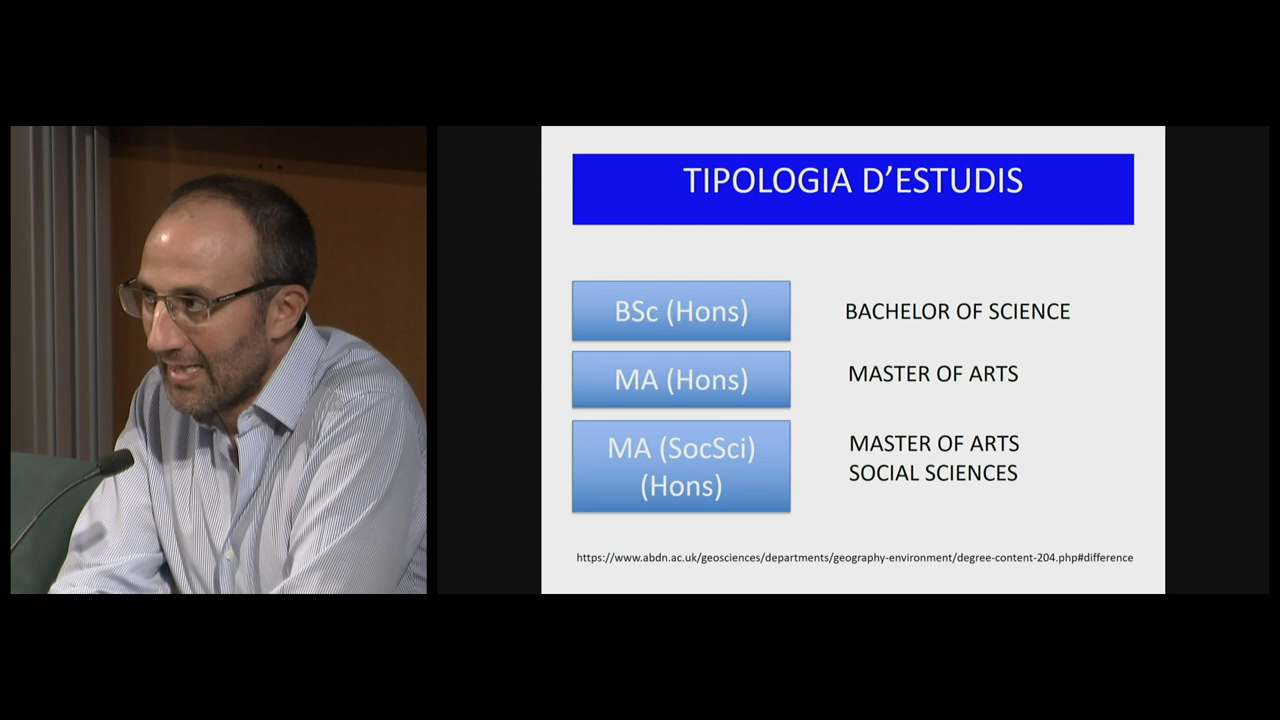 TIPOLOGIA D’ESTUDIS
BSc (Hons)
BACHELOR OF SCIENCE
MA (Hons)
MASTER OF ARTS
MA (SocSci)
(Hons)
MASTER OF ARTS
SOCIAL SCIENCES
https://www.abdn.ac.uk/geosciences/departments/geography-environment/degree-content-204.php#difference